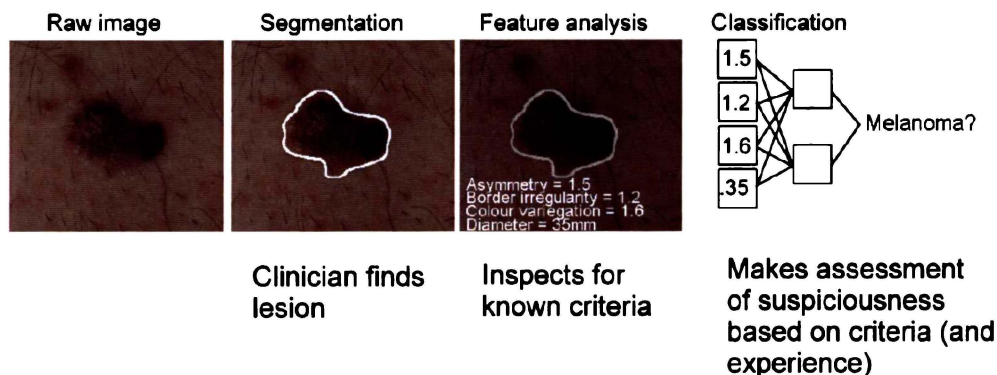 Raw image
Segmentation
Feature analysis
Classification
Asymmetry = 1.5
Border irregularity = 1.2
Colour variegation = 1.6
Diameter = 35mm
1.5
1.2
1.6
.35
Melanoma?
Clinician finds
lesion
Inspects for
known criteria
Makes assessment
of suspiciousness
based on criteria (and
experience)